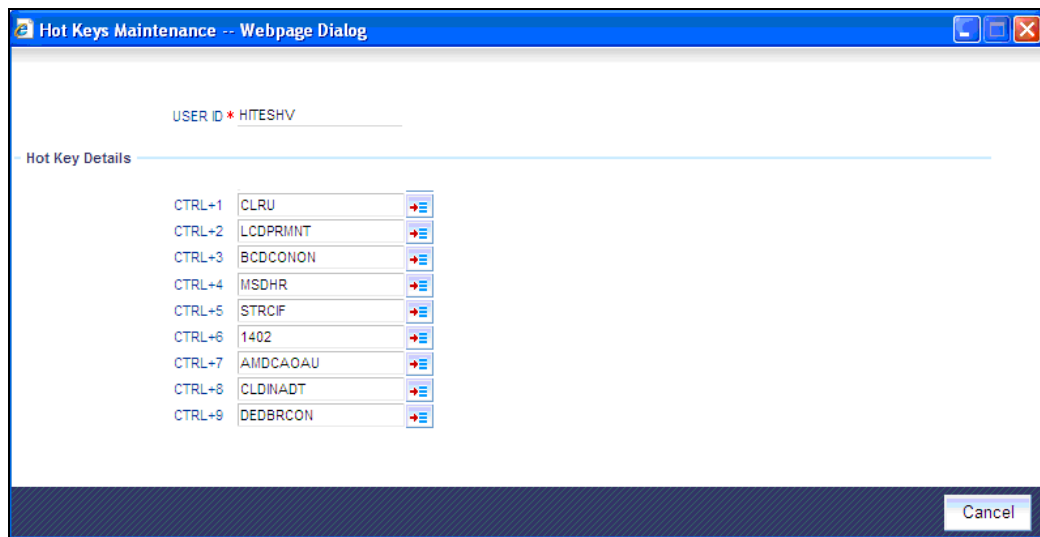 Hot Keys Maintenance -- Webpage Dialog
USER ID * HITESHV
Hot Key Details
CTRL+1 CLRU
CTRL+2 LCDPRMNT
CTRL+3 BCDCONON
CTRL+4 MSDHR
CTRL+5 STRCIF
CTRL+6 1402
CTRL+7 AMDCAOAU
CTRL+8 CLDINADT
CTRL+9 DEDBRCON
Cancel